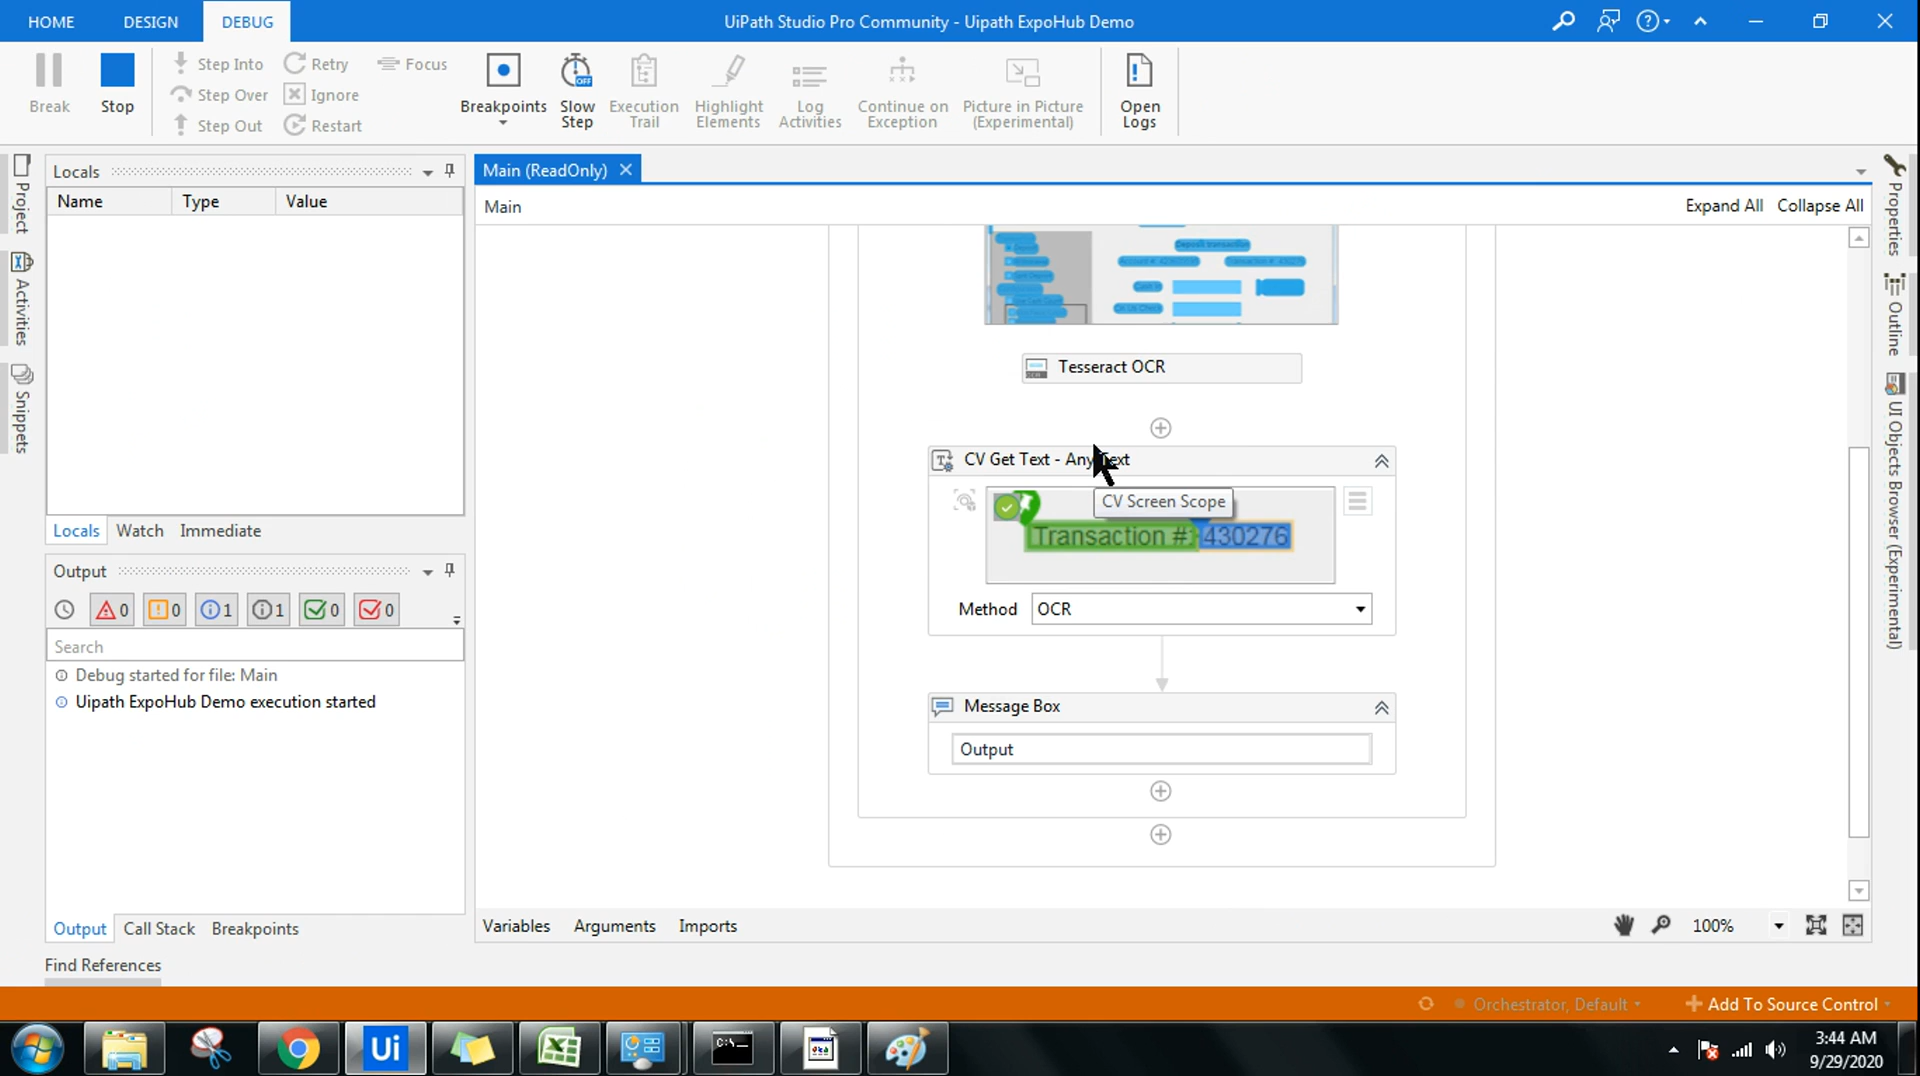 HOME DESIGN DEBUG UiPath Studio Pro Community - Uipath ExpoHub Demo
Break
Stop
Step Into Retry Focus
Step Over Ignore
Step Out Restart
Breakpoints
Slow Step
Execution Trail
Highlight Elements
Log Activities
Continue on Exception
Picture in Picture (Experimental)
Open Logs
Project
Activities
Snippets
Locals
Name Type Value
Locals Watch Immediate
Output
0 0 1 1 0 0
Search
Debug started for file: Main
Uipath ExpoHub Demo execution started
Output Call Stack Breakpoints
Find References
Main (ReadOnly)
Main Expand All Collapse All
Deposit transaction
Tesseract OCR
CV Get Text - Any Text
CV Screen Scope
Transaction #: 430276
Method OCR
Message Box
Output
Variables Arguments Imports 100%
Properties
Outline
UI Objects Browser (Experimental)
Orchestrator, Default Add To Source Control
Ui
C:\
3:44 AM
9/29/2020